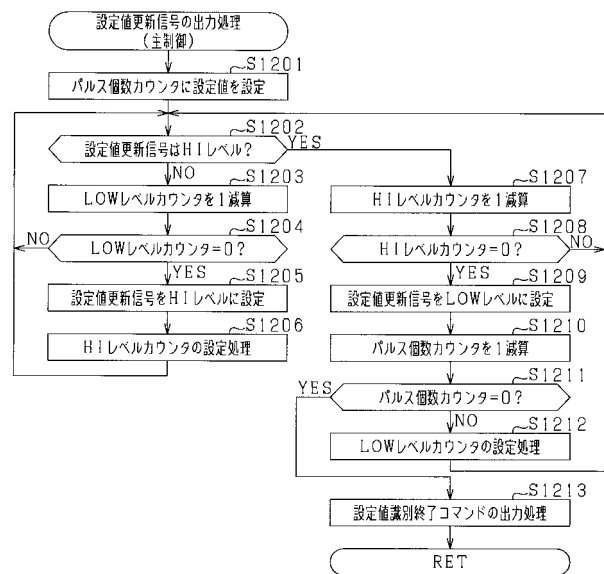 設定値更新信号の出力処理
(主制御)
S1201
パルス個数カウンタに設定値を設定
S1202
設定値更新信号はHIレベル?
YES
NO
S1203
LOWレベルカウンタを1減算
S1204
NO
LOWレベルカウンタ=0?
YES
S1205
設定値更新信号をHIレベルに設定
S1206
HIレベルカウンタの設定処理
S1207
HIレベルカウンタを1減算
S1208
HIレベルカウンタ=0?
NO
YES
S1209
設定値更新信号をLOWレベルに設定
S1210
パルス個数カウンタを1減算
S1211
YES
パルス個数カウンタ=0?
NO
S1212
LOWレベルカウンタの設定処理
S1213
設定値識別終了コマンドの出力処理
RET